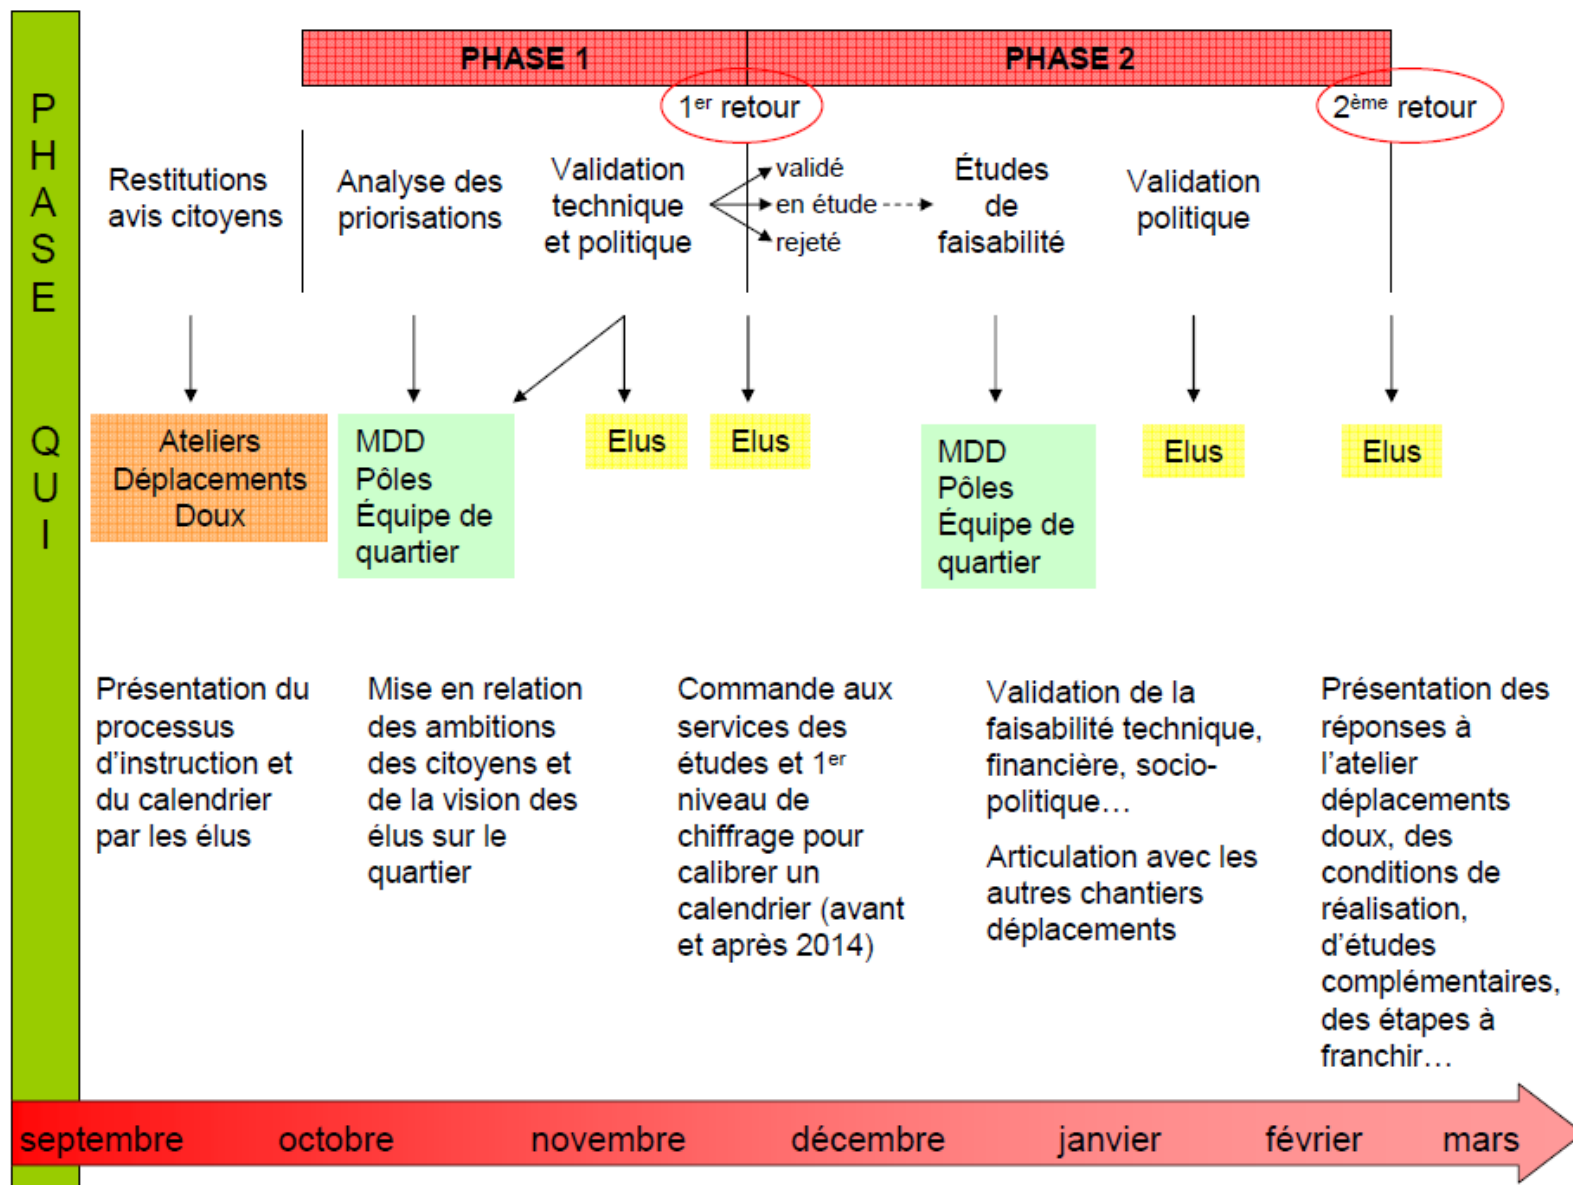 PHASE 1
PHASE 2
1er retour
2ème retour
PHASE
QUI
Restitutions
avis citoyens
Analyse des
priorisations
Validation
technique
et politique
validé
en étude
rejeté
Études
de
faisabilité
Validation
politique
Ateliers
Déplacements
Doux
MDD
Pôles
Équipe de
quartier
Elus
Elus
MDD
Pôles
Équipe de
quartier
Elus
Elus
Présentation du
processus
d’instruction et
du calendrier
par les élus
Mise en relation
des ambitions
des citoyens et
de la vision des
élus sur le
quartier
Commande aux
services des
études et 1er
niveau de
chiffrage pour
calibrer un
calendrier (avant
et après 2014)
Validation de la
faisabilité technique,
financière, socio-
politique…
Articulation avec les
autres chantiers
déplacements
Présentation des
réponses à
l’atelier
déplacements
doux, des
conditions de
réalisation,
d’études
complémentaires,
des étapes à
franchir…
septembre
octobre
novembre
décembre
janvier
février
mars